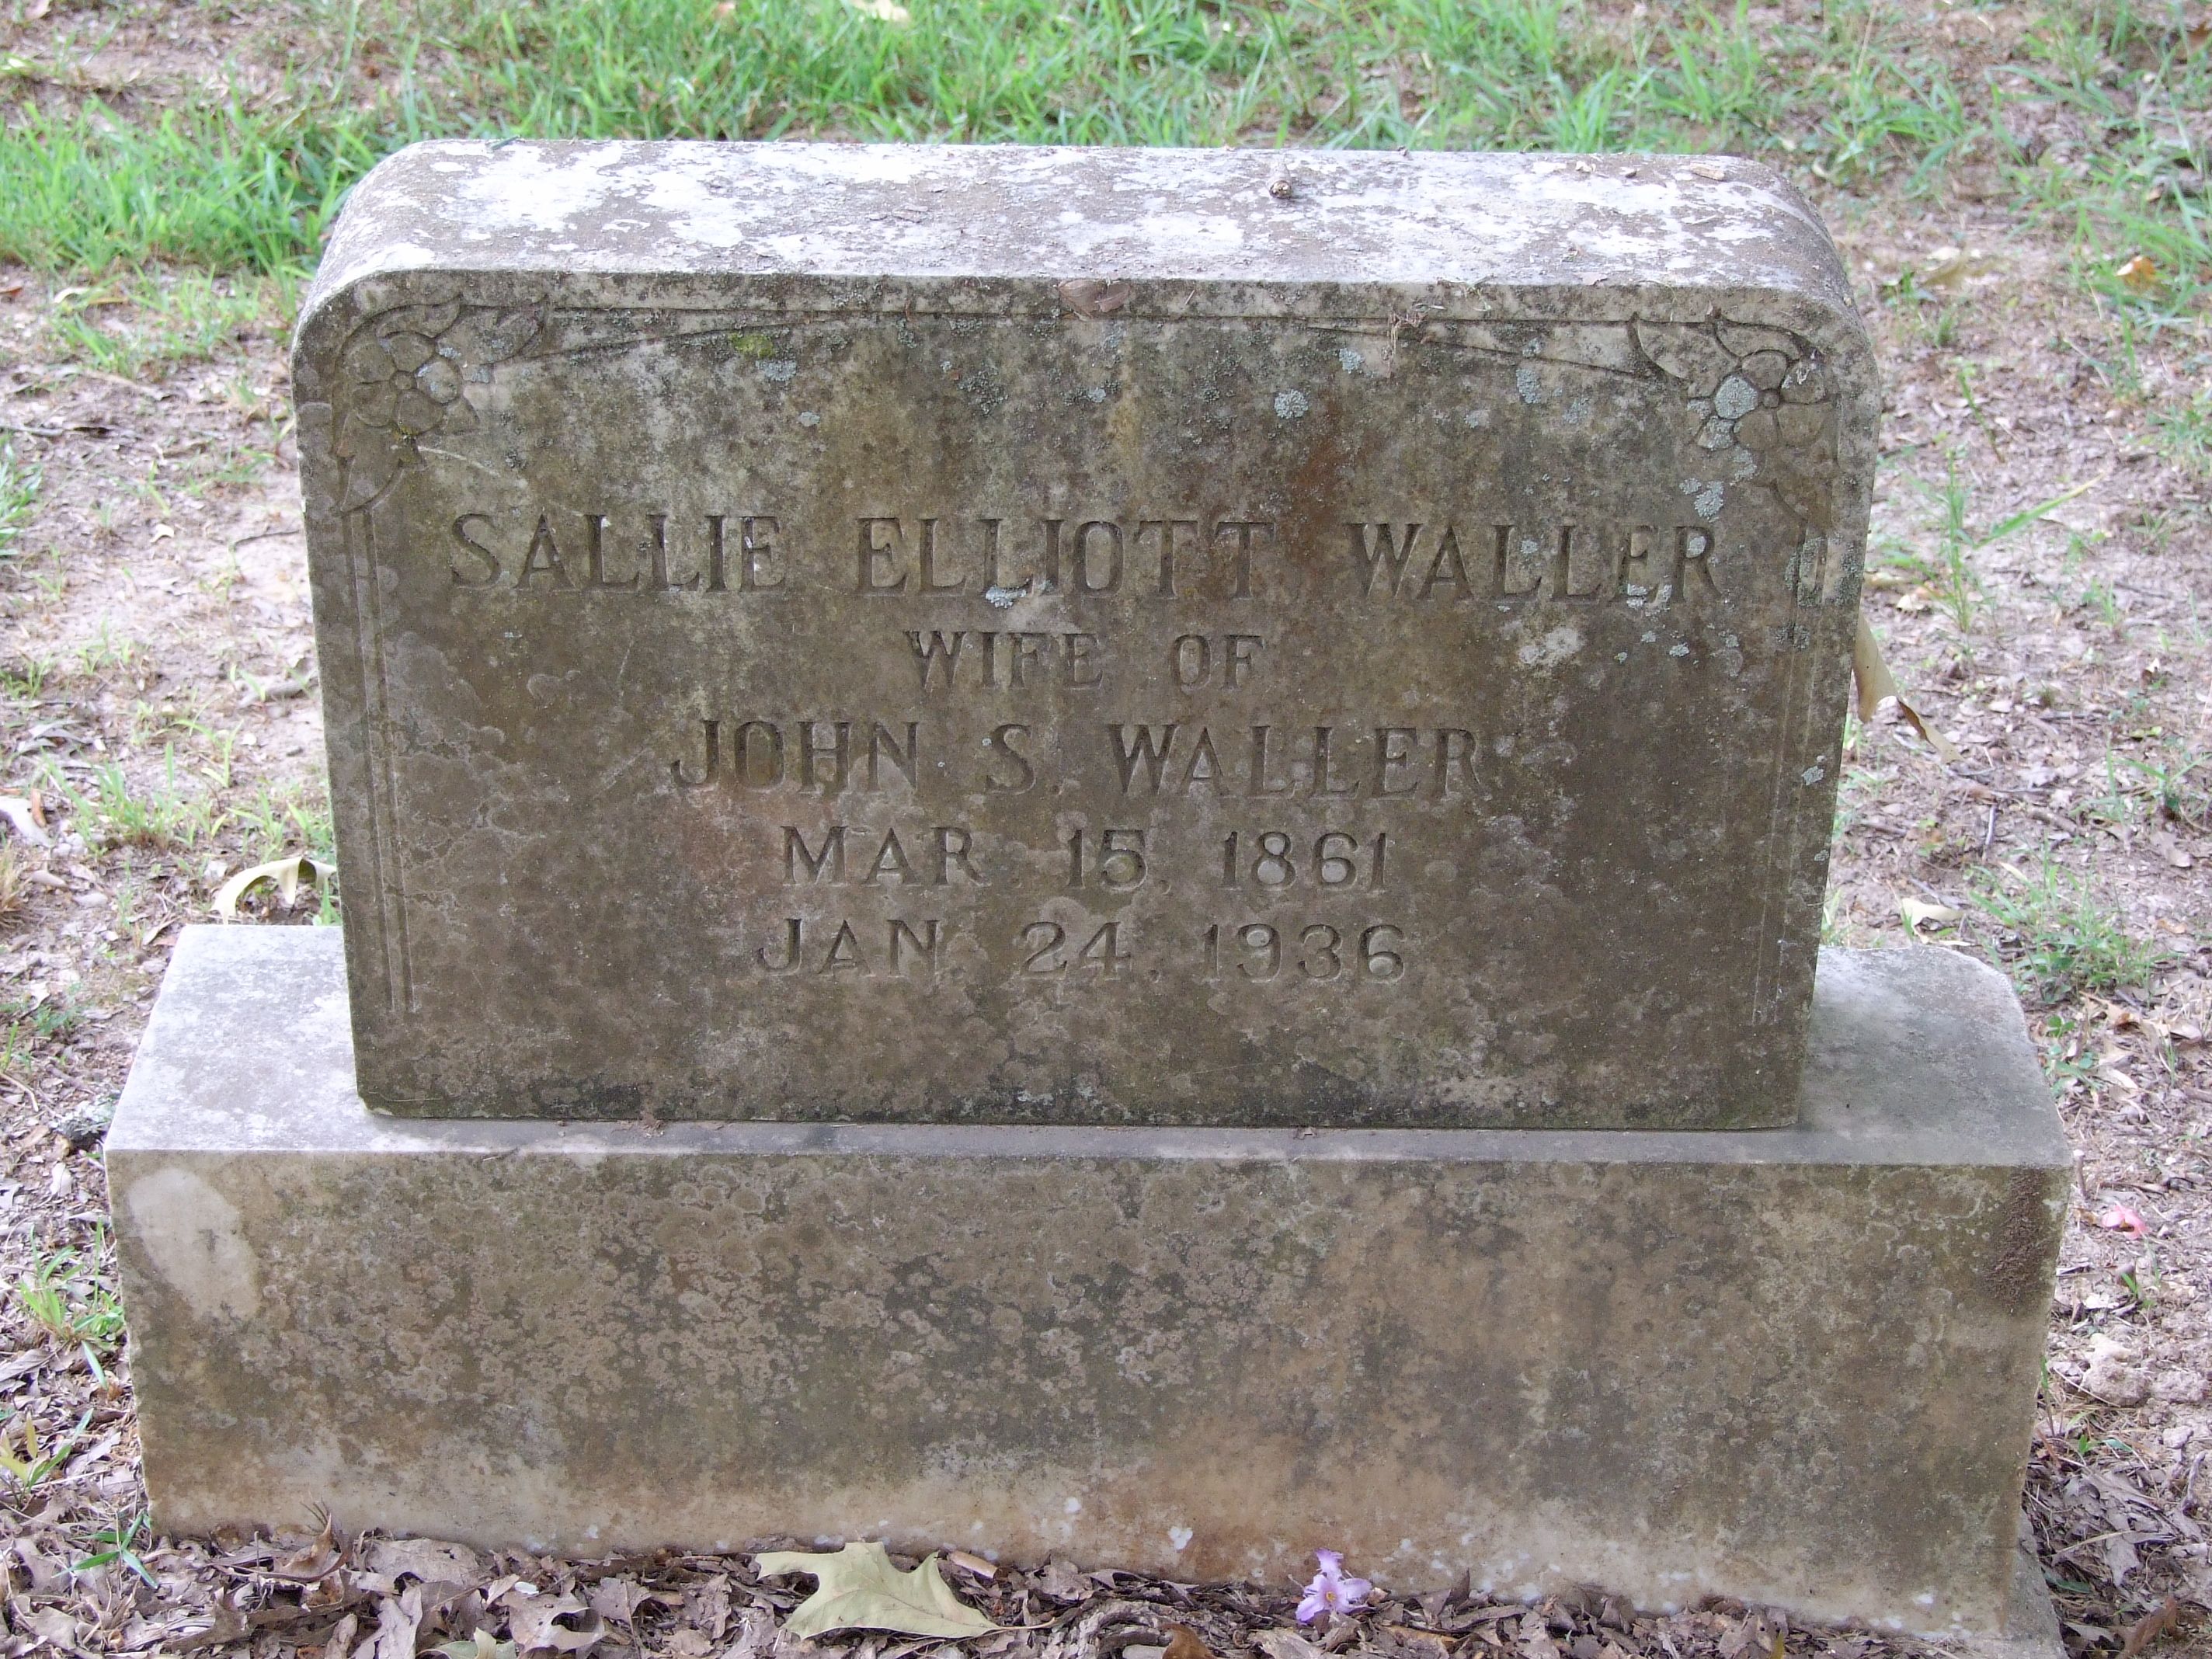 SALLIE ELLIOTT WALLER
WIFE OF
JOHN S. WALLER
MAR. 15, 1861
JAN. 24, 1936